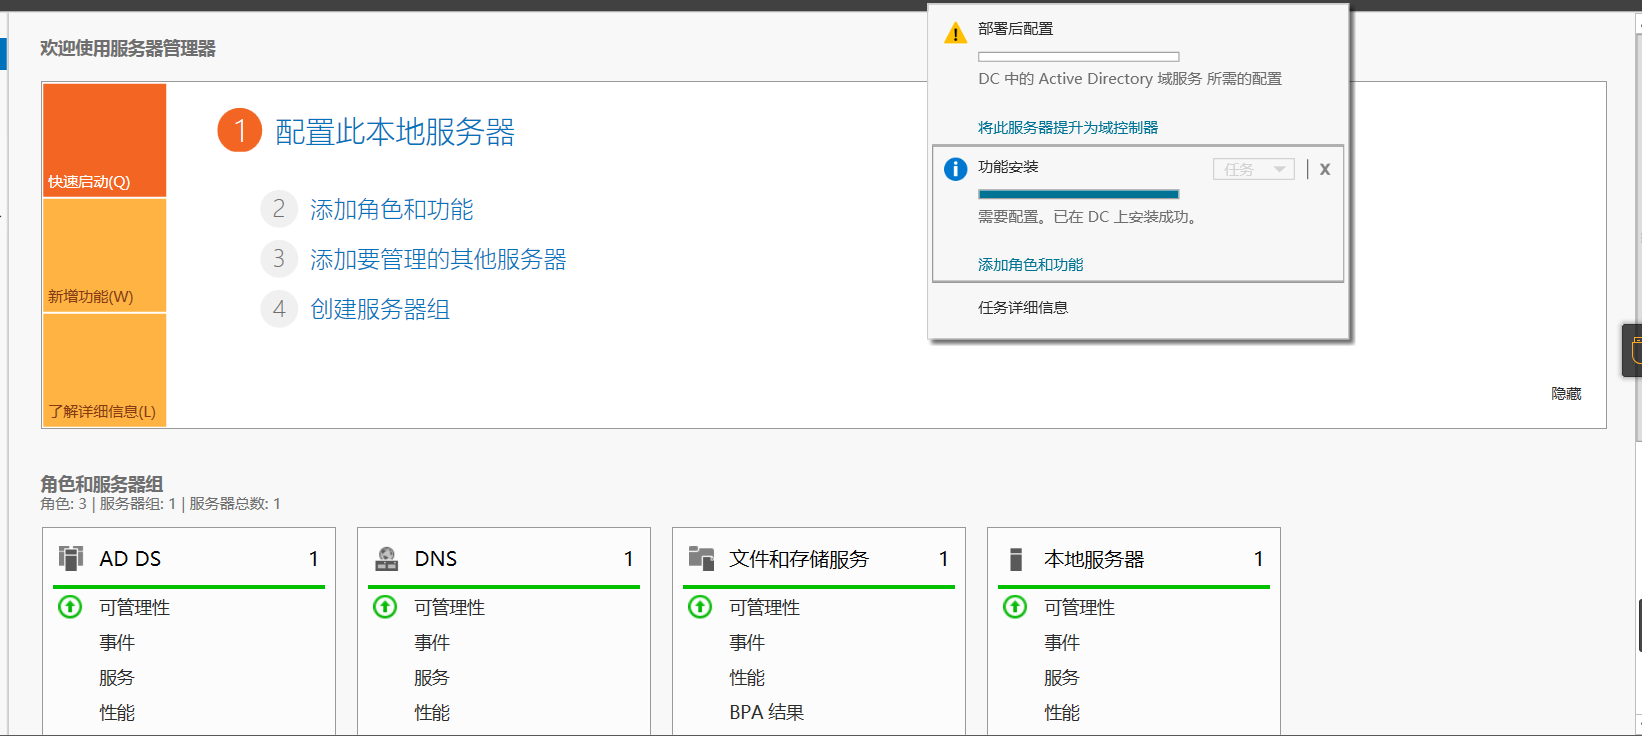 部署后配置
欢迎使用服务器管理器
DC 中的 Active Directory 域服务 所需的配置
将此服务器提升为域控制器
功能安装
任务
X
需要配置。已在 DC 上安装成功。
添加角色和功能
任务详细信息
快速启动(Q)
新增功能(W)
了解详细信息(L)
1 配置此本地服务器
2 添加角色和功能
3 添加要管理的其他服务器
4 创建服务器组
隐藏
角色和服务器组
角色: 3 | 服务器组: 1 | 服务器总数: 1
AD DS 1
可管理性
事件
服务
性能
DNS 1
可管理性
事件
服务
性能
文件和存储服务 1
可管理性
事件
性能
BPA 结果
本地服务器 1
可管理性
事件
服务
性能